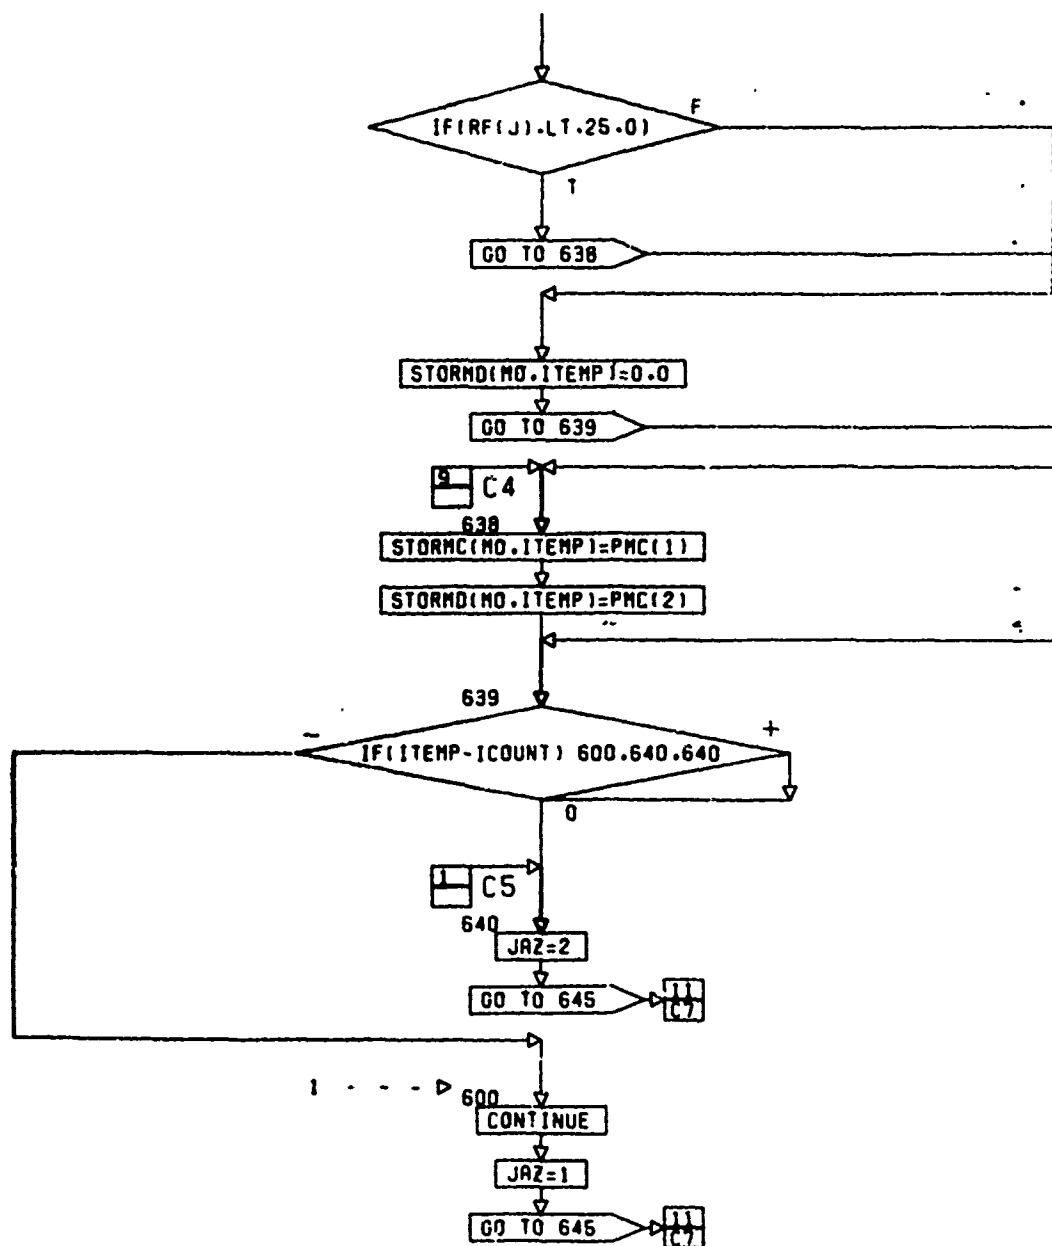 F
IF(RF(J).LT.25.0)
T
GO TO 638
STORMD(MO.ITEMP)=0.0
GO TO 639
9
C4
638
STORMC(MO.ITEMP)=PMC(1)
STORMD(MO.ITEMP)=PMC(2)
639
- +
IF(ITEMP-ICOUNT) 600.640.640
0
1
C5
640
JAZ=2
GO TO 645
11
C7
1
600
CONTINUE
JAZ=1
GO TO 645
11
C7